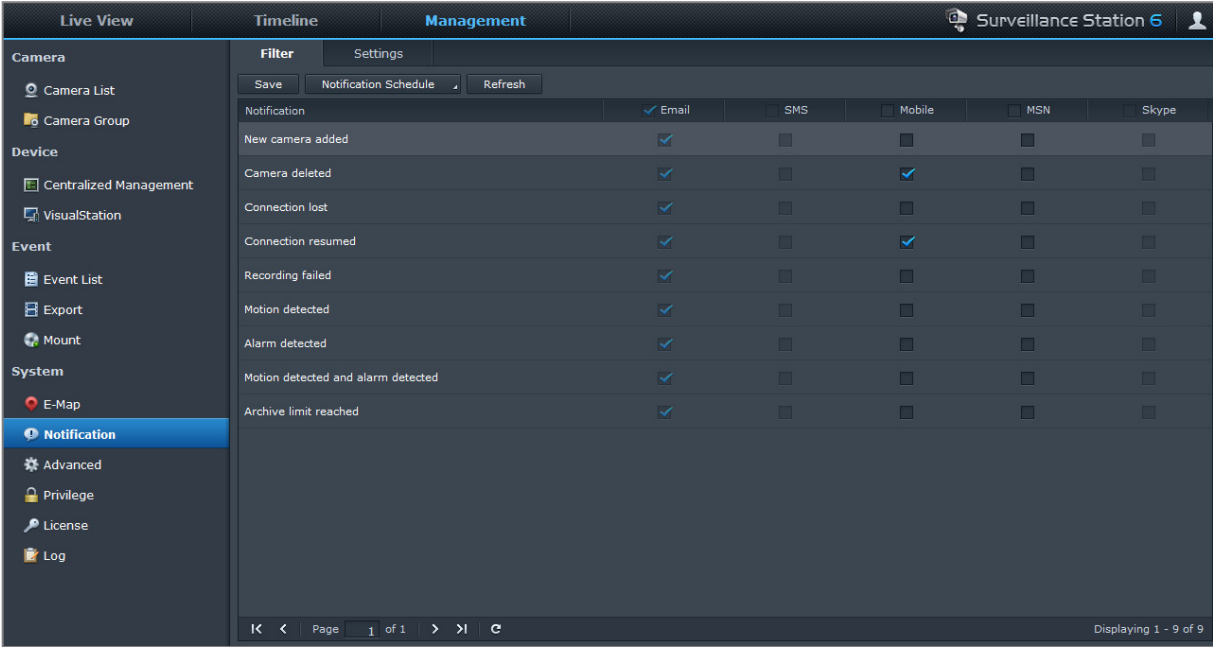 Live View Timeline Management Surveillance Station 6
Camera
Camera List
Camera Group
Device
Centralized Management
VisualStation
Event
Event List
Export
Mount
System
E-Map
Notification
Advanced
Privilege
License
Log
Filter Settings
Save Notification Schedule Refresh
Notification Email SMS Mobile MSN Skype
New camera added
Camera deleted
Connection lost
Connection resumed
Recording failed
Motion detected
Alarm detected
Motion detected and alarm detected
Archive limit reached
Page 1 of 1 Displaying 1 - 9 of 9